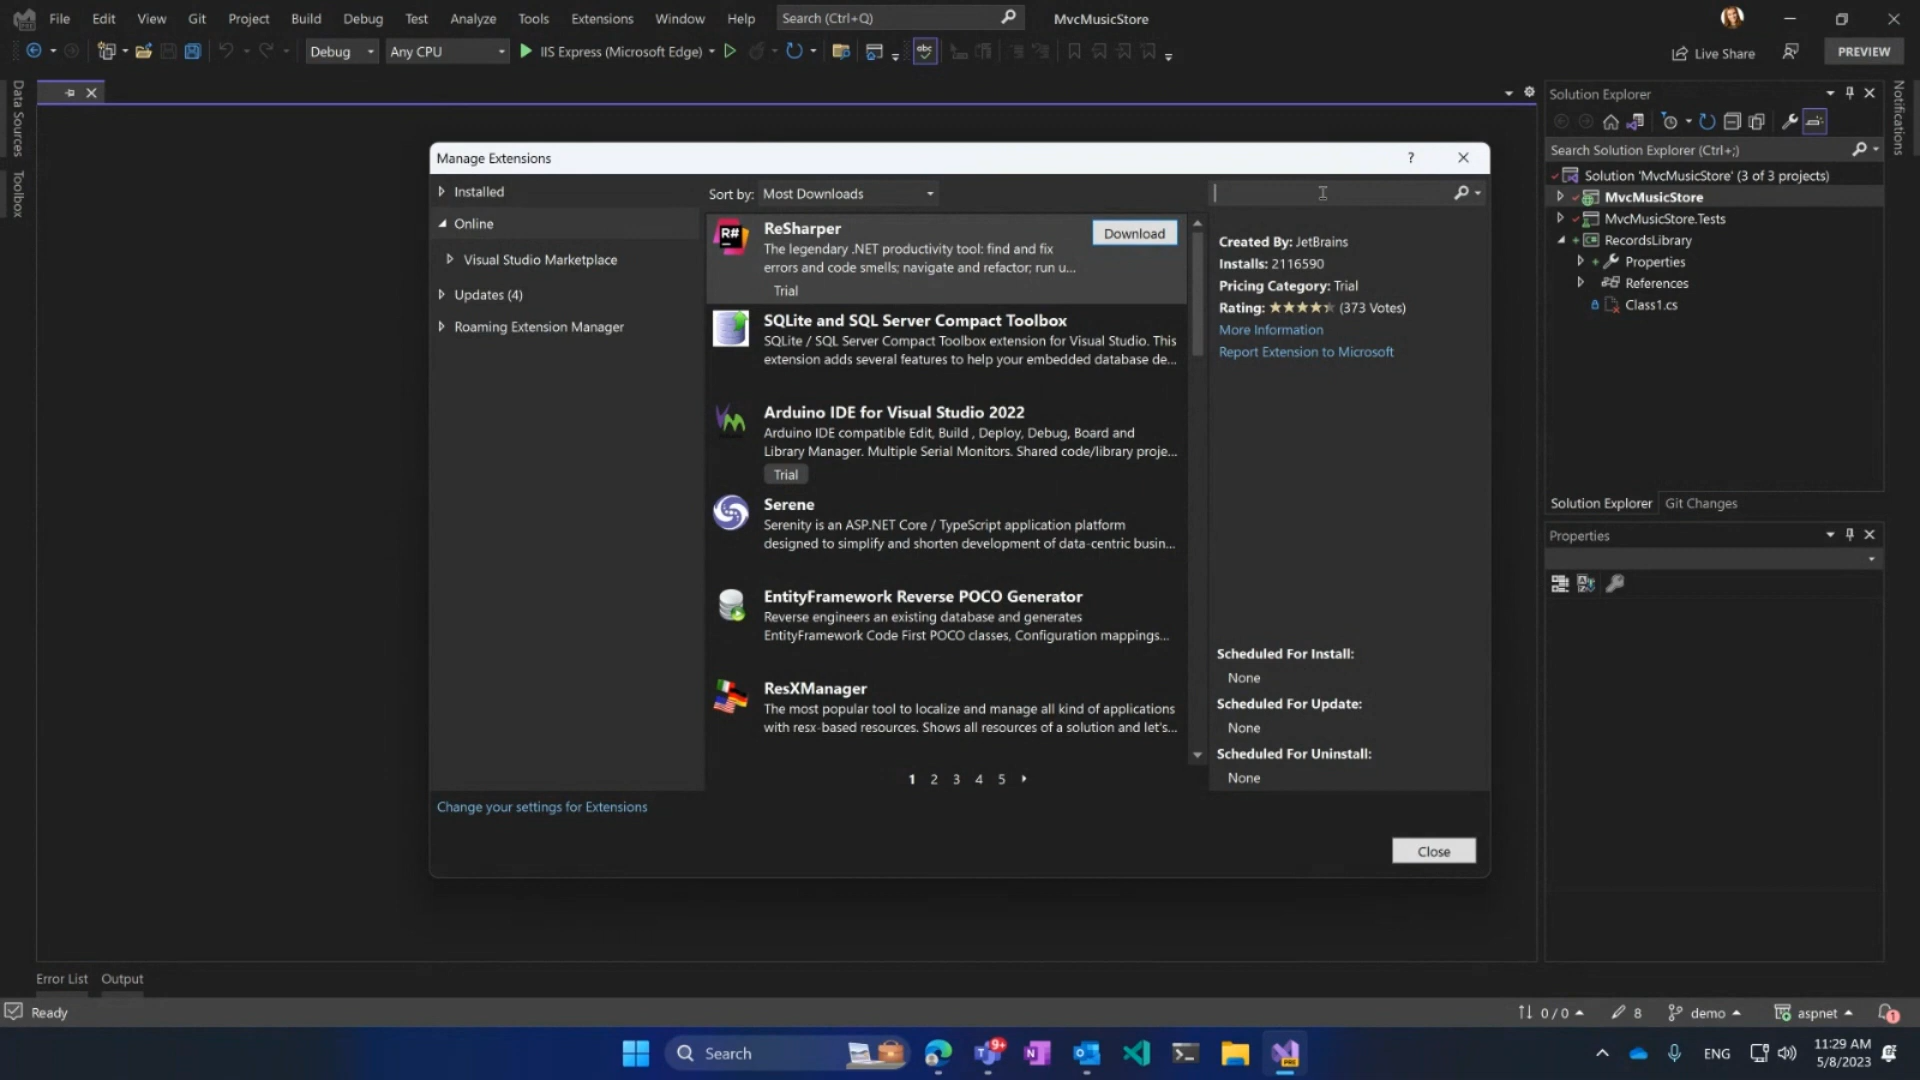 File Edit View Git Project Build Debug Test Analyze Tools Extensions Window Help Search (Ctrl+Q) MvcMusicStore
Debug Any CPU IIS Express (Microsoft Edge) abc Live Share PREVIEW
Data Sources
Toolbox
Manage Extensions ?
Installed
Online
Visual Studio Marketplace
Updates (4)
Roaming Extension Manager
Change your settings for Extensions
Sort by: Most Downloads
R#
ReSharper
Download
The legendary .NET productivity tool: find and fix
errors and code smells; navigate and refactor; run u...
Trial
SQLite and SQL Server Compact Toolbox
SQLite / SQL Server Compact Toolbox extension for Visual Studio. This
extension adds several features to help your embedded database de...
Arduino IDE for Visual Studio 2022
Arduino IDE compatible Edit, Build , Deploy, Debug, Board and
Library Manager. Multiple Serial Monitors. Shared code/library proje...
Trial
Serene
Serenity is an ASP.NET Core / TypeScript application platform
designed to simplify and shorten development of data-centric busin...
EntityFramework Reverse POCO Generator
Reverse engineers an existing database and generates
EntityFramework Code First POCO classes, Configuration mappings...
ResXManager
The most popular tool to localize and manage all kind of applications
with resx-based resources. Shows all resources of a solution and let's...
1 2 3 4 5
Created By: JetBrains
Installs: 2116590
Pricing Category: Trial
Rating: (373 Votes)
More Information
Report Extension to Microsoft
Scheduled For Install:
None
Scheduled For Update:
None
Scheduled For Uninstall:
None
Close
Solution Explorer
Search Solution Explorer (Ctrl+;)
Solution 'MvcMusicStore' (3 of 3 projects)
MvcMusicStore
MvcMusicStore.Tests
RecordsLibrary
Properties
References
Class1.cs
Solution Explorer Git Changes
Properties
Notifications
Error List Output
Ready 0 / 0 8 demo aspnet 1
Search 9+ ENG 11:29 AM
5/8/2023